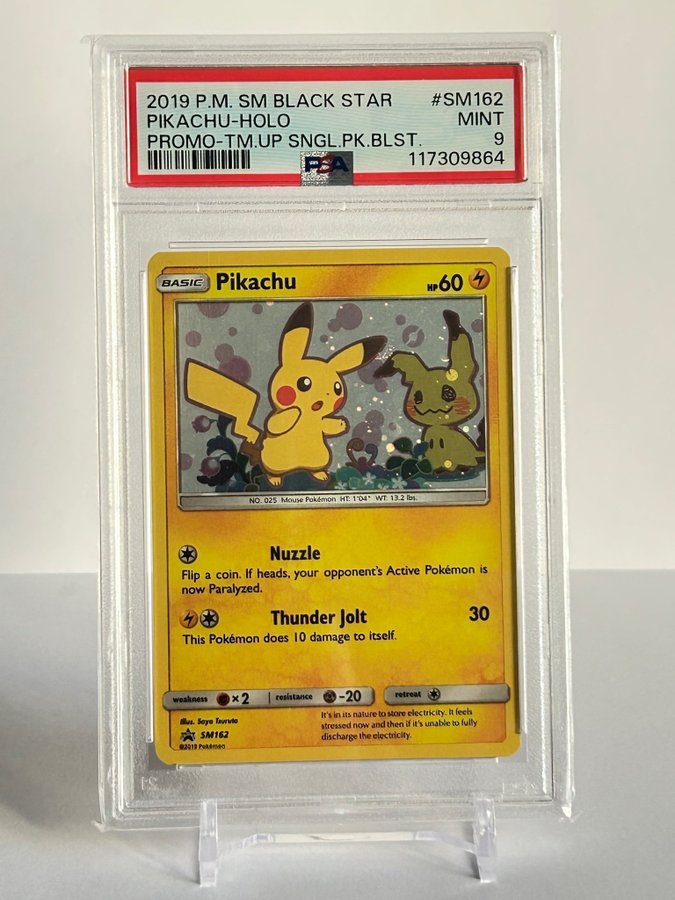 2019 P.M. SM BLACK STAR #SM162
PIKACHU-HOLO MINT
PROMO-TM.UP SNGL.PK.BLST. 9
PSA 117309864
BASIC Pikachu HP60
NO. 025 Mouse Pokémon HT: 1'04" WT: 13.2 lbs.
Nuzzle
Flip a coin. If heads, your opponent's Active Pokémon is
now Paralyzed.
Thunder Jolt 30
This Pokémon does 10 damage to itself.
weakness ×2 resistance -20 retreat
Illus. Saya Tsuruta
SM162
©2019 Pokémon
It's in its nature to store electricity. It feels
stressed now and then if it's unable to fully
discharge the electricity.